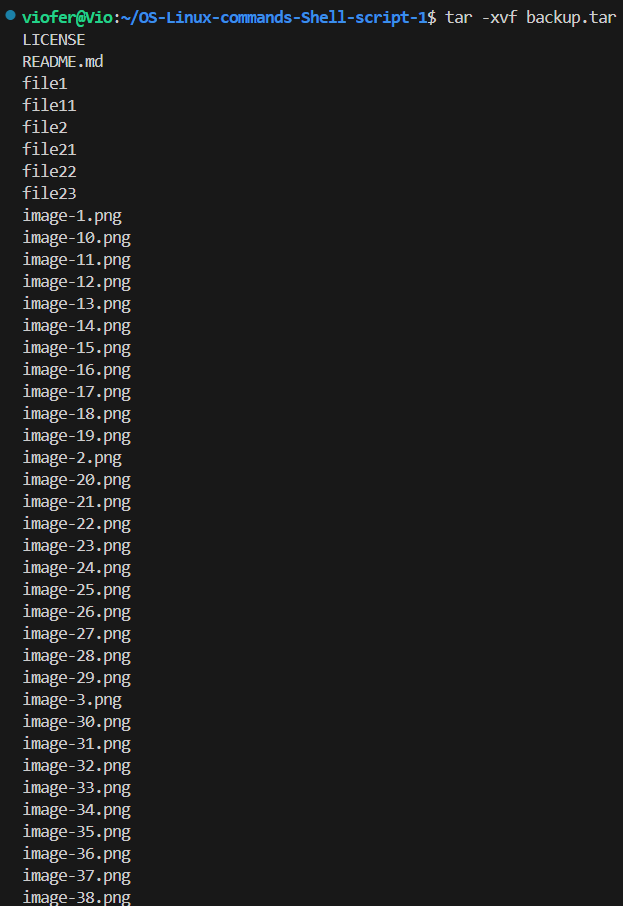 viofer@Vio:~/OS-Linux-commands-Shell-script-1$ tar -xvf backup.tar
LICENSE
README.md
file1
file11
file2
file21
file22
file23
image-1.png
image-10.png
image-11.png
image-12.png
image-13.png
image-14.png
image-15.png
image-16.png
image-17.png
image-18.png
image-19.png
image-2.png
image-20.png
image-21.png
image-22.png
image-23.png
image-24.png
image-25.png
image-26.png
image-27.png
image-28.png
image-29.png
image-3.png
image-30.png
image-31.png
image-32.png
image-33.png
image-34.png
image-35.png
image-36.png
image-37.png
image-38.png